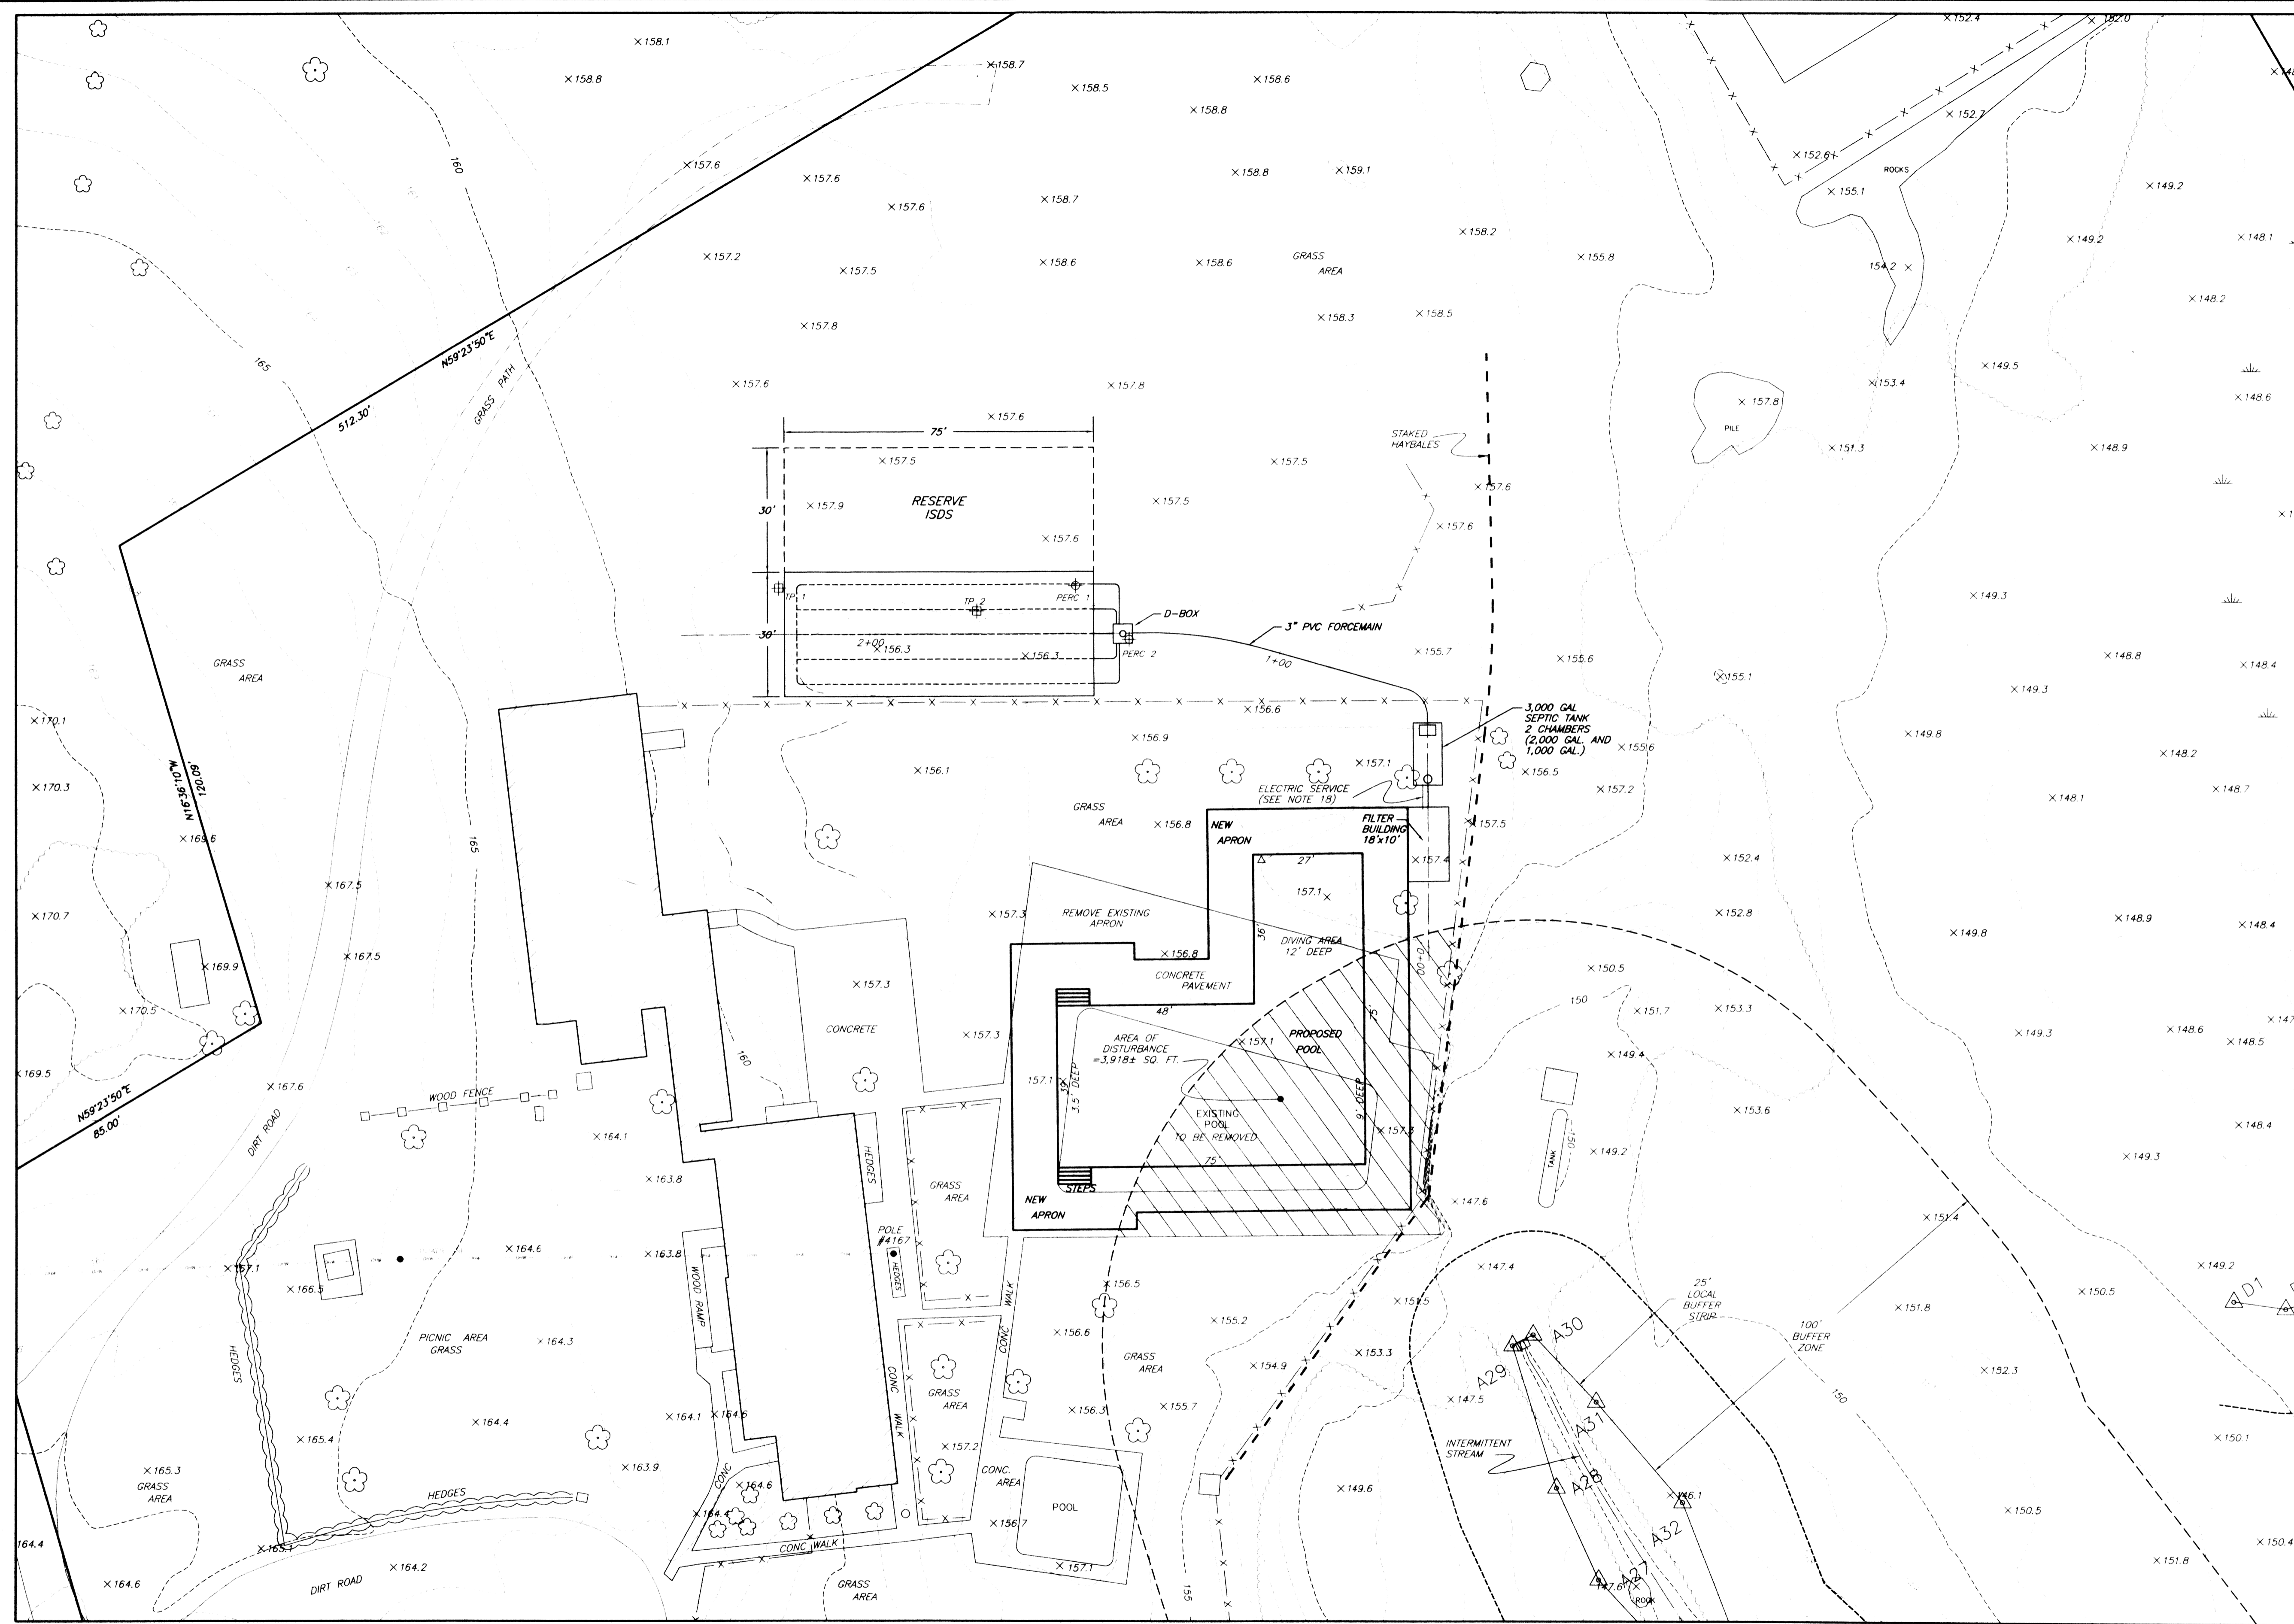 ×158.1
×158.8
×158.7
×158.5
×158.6
×158.8
×152.4
152.0
×152.7
×157.6
×157.6
×157.6
×158.7
×158.8
×159.1
×152.6
ROCKS
×155.1
×149.2
160
×157.2
×157.5
×158.6
×158.6
×158.2
GRASS
AREA
×155.8
154.2 ×
×149.2
×148.1
×148.2
×157.8
×158.3
×158.5
N59°23'50"E
512.30'
165
GRASS PATH
×157.6
×157.8
×157.6
75'
×157.8
PILE
×153.4
×149.5
×148.6
STAKED
HAYBALES
×157.5
×157.5
×151.3
×148.9
RESERVE
ISDS
30'
×157.9
×157.5
×157.6
×157.6
×157.6
TP 1
TP 2
PERC 1
D-BOX
3" PVC FORCEMAIN
30'
2+00
×156.3
×156.3
PERC 2
1+00
×155.7
×155.6
×155.1
×149.3
×148.8
×148.4
×149.3
GRASS
AREA
×170.1
×156.6
3,000 GAL
SEPTIC TANK
2 CHAMBERS
(2,000 GAL. AND
1,000 GAL.)
×155.6
×149.8
×148.2
×156.9
×156.1
×157.1
×156.5
×157.2
×148.1
×148.7
×170.3
N16°36'10"W
120.09'
ELECTRIC SERVICE
(SEE NOTE 18)
GRASS
AREA
×156.8
NEW
APRON
FILTER
BUILDING
18'x10'
×157.5
×169.6
165
×167.5
27'
×157.4
×152.4
157.1 ×
×170.7
×157.3
REMOVE EXISTING
APRON
×152.8
×148.9
×148.4
×149.8
36'
DIVING AREA
12' DEEP
×167.5
×169.9
×156.8
CONCRETE
PAVEMENT
0+00
×150.5
150
×157.3
×170.5
48'
×151.7
×153.3
CONCRETE
×157.3
AREA OF
DISTURBANCE
=3,918± SQ. FT.
×157.1
PROPOSED
POOL
75'
×149.3
×148.6
×148.5
×149.4
×169.5
160
157.1 ×
39'
3.5' DEEP
×167.6
N59°23'50"E
85.00'
WOOD FENCE
EXISTING
POOL
TO BE REMOVED
9' DEEP
×157.3
×153.6
×148.4
×164.1
DIRT ROAD
75'
TANK
150
×149.2
×149.3
HEDGES
×163.8
GRASS
AREA
STEPS
NEW
APRON
×147.6
×151.4
POLE
#4167
×164.6
×163.8
HEDGES
×167.1
×166.5
WOOD RAMP
CONC WALK
×156.5
×147.4
25'
LOCAL
BUFFER
STRIP
×149.2
×150.5
D1
×151.5
×151.8
×155.2
100'
BUFFER
ZONE
PICNIC AREA
GRASS
×164.3
HEDGES
×156.6
A30
GRASS
AREA
×154.9
×153.3
A29
×152.3
GRASS
AREA
CONC WALK
×147.5
150
×164.4
×164.1
×164.6
×156.3
×155.7
A31
×165.4
×157.2
INTERMITTENT
STREAM
×150.1
×165.3
GRASS
AREA
×163.9
CONC.
AREA
A28
HEDGES
CONC
×164.6
POOL
×149.6
×146.1
×150.5
×164.4
×156.7
A32
164.4
×165.1
CONC WALK
×150.4
×164.2
×157.1
×151.8
×164.6
DIRT ROAD
GRASS
AREA
155
A27
147.6
ROCK